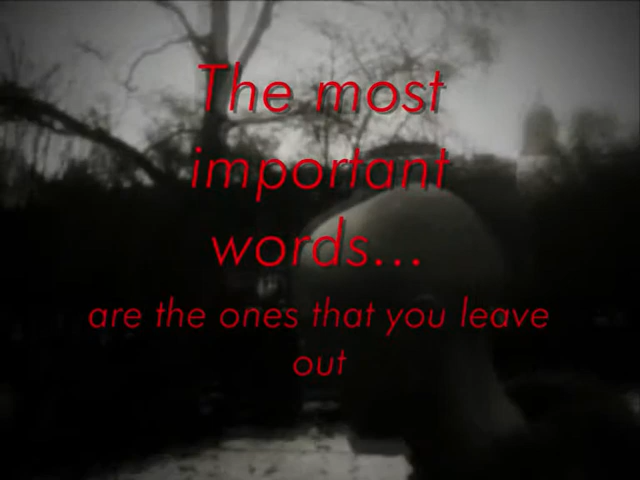 The most
important
words...
are the ones that you leave
out